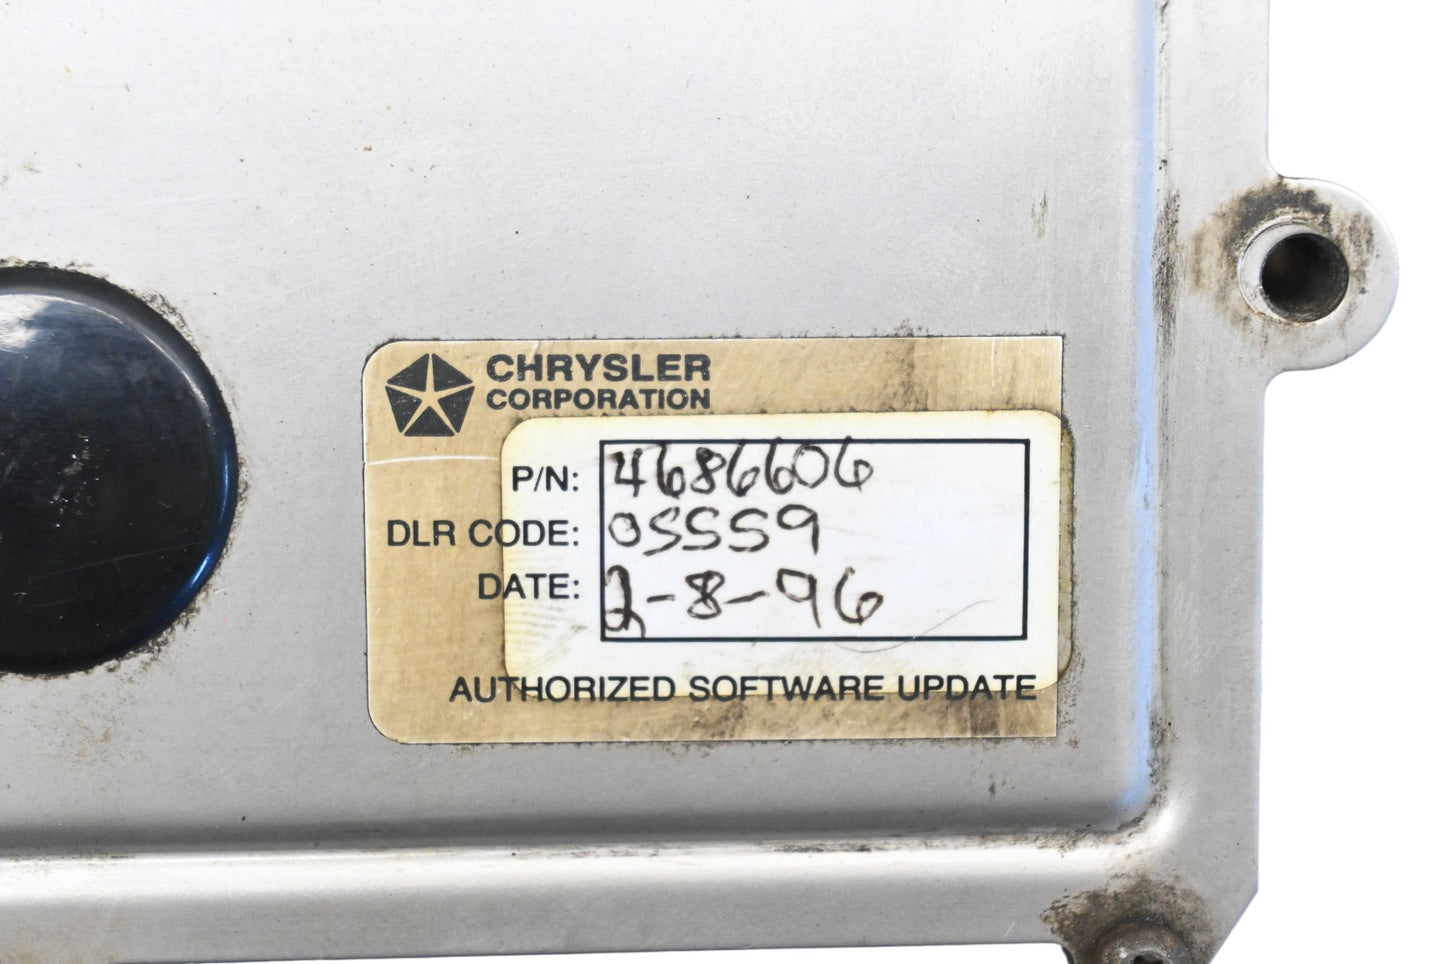 CHRYSLER
CORPORATION
P/N: 4686606
DLR CODE: 05559
DATE: 2-8-96
AUTHORIZED SOFTWARE UPDATE